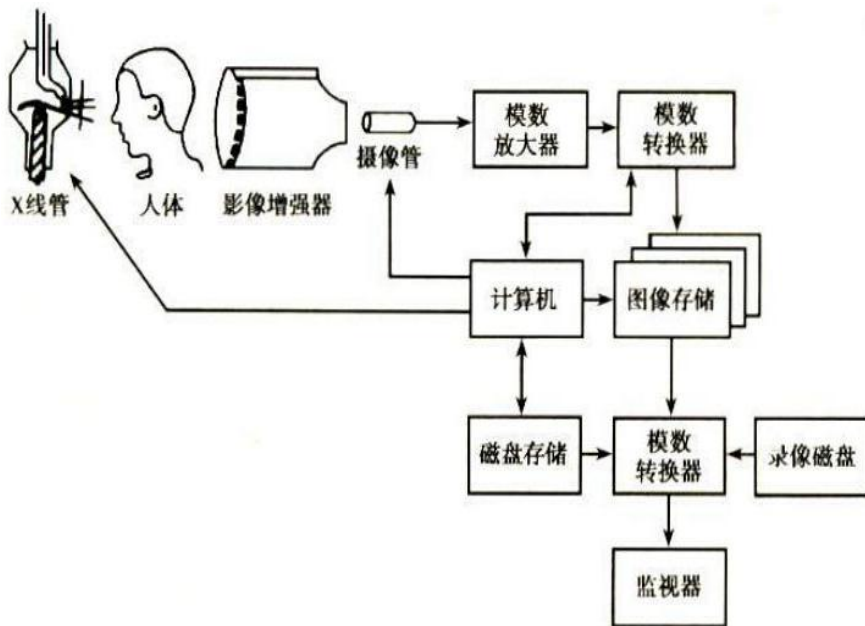 模数
放大器
模数
转换器
摄像管
X线管
人体
影像增强器
计算机
图像存储
磁盘存储
模数
转换器
录像磁盘
监视器